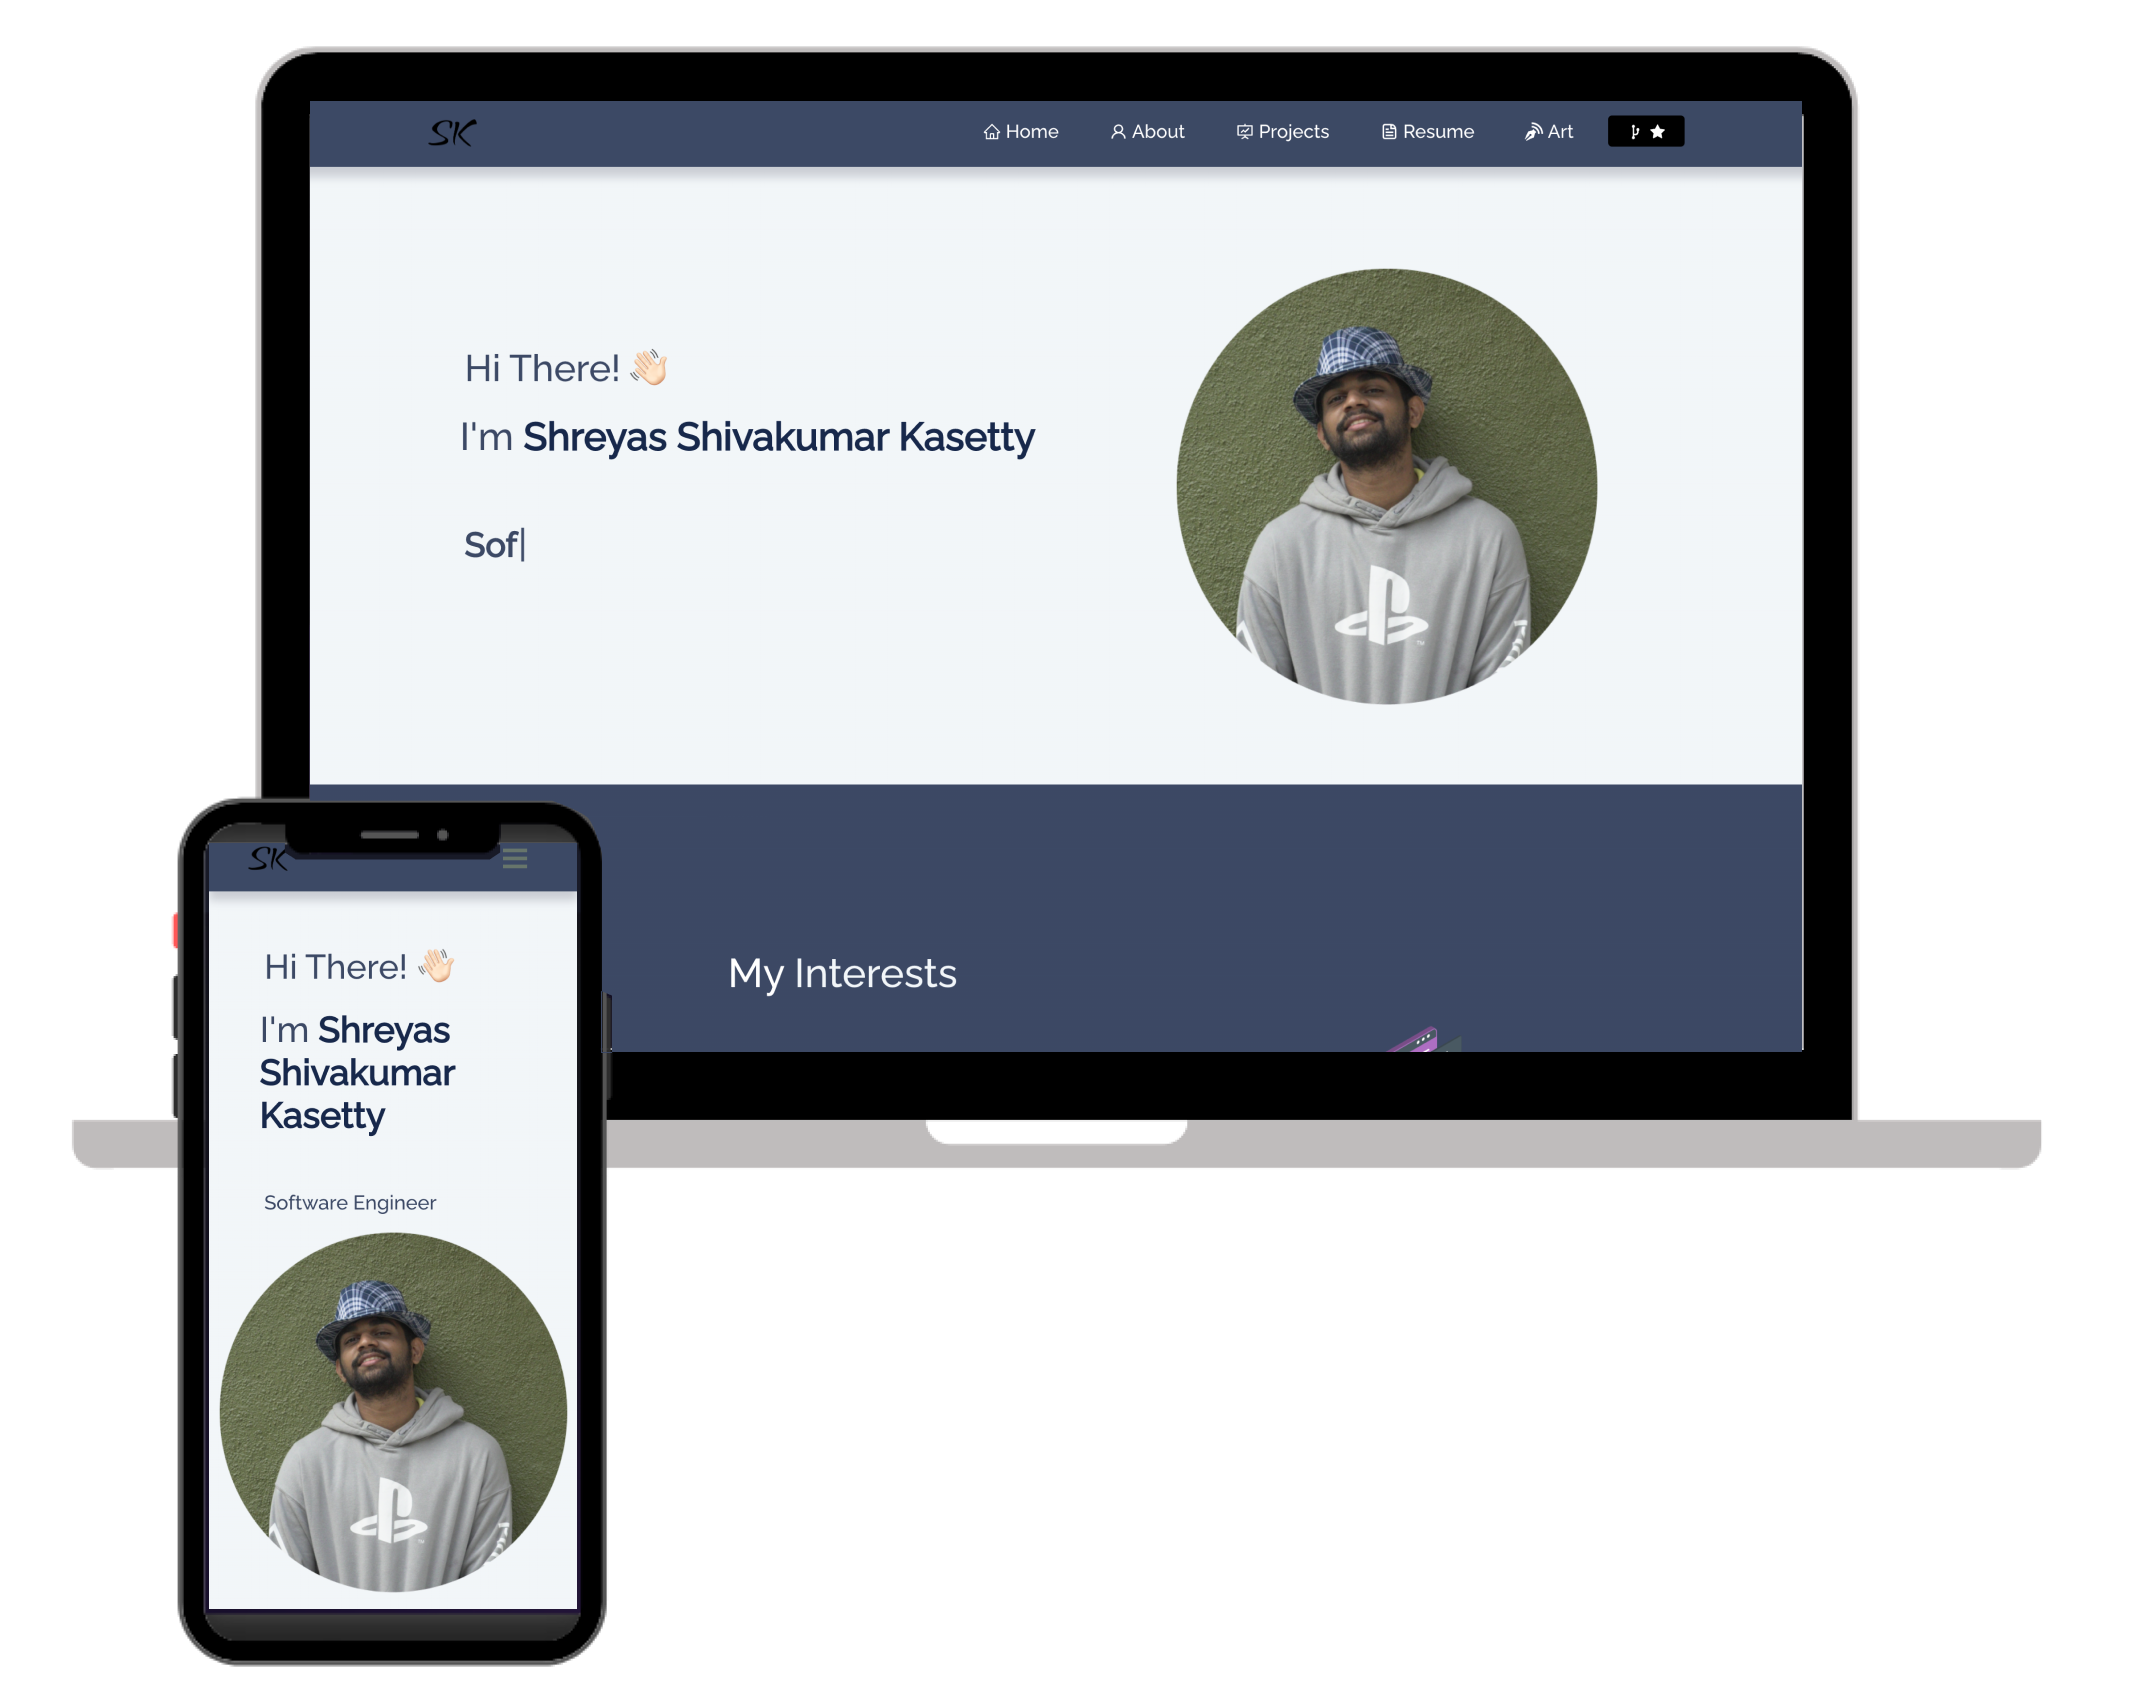 SK
Home About Projects Resume Art
Hi There! 👋🏻
I'm Shreyas Shivakumar Kasetty
Sof|
My Interests
SK
Hi There! 👋🏻
I'm Shreyas
Shivakumar
Kasetty
Software Engineer